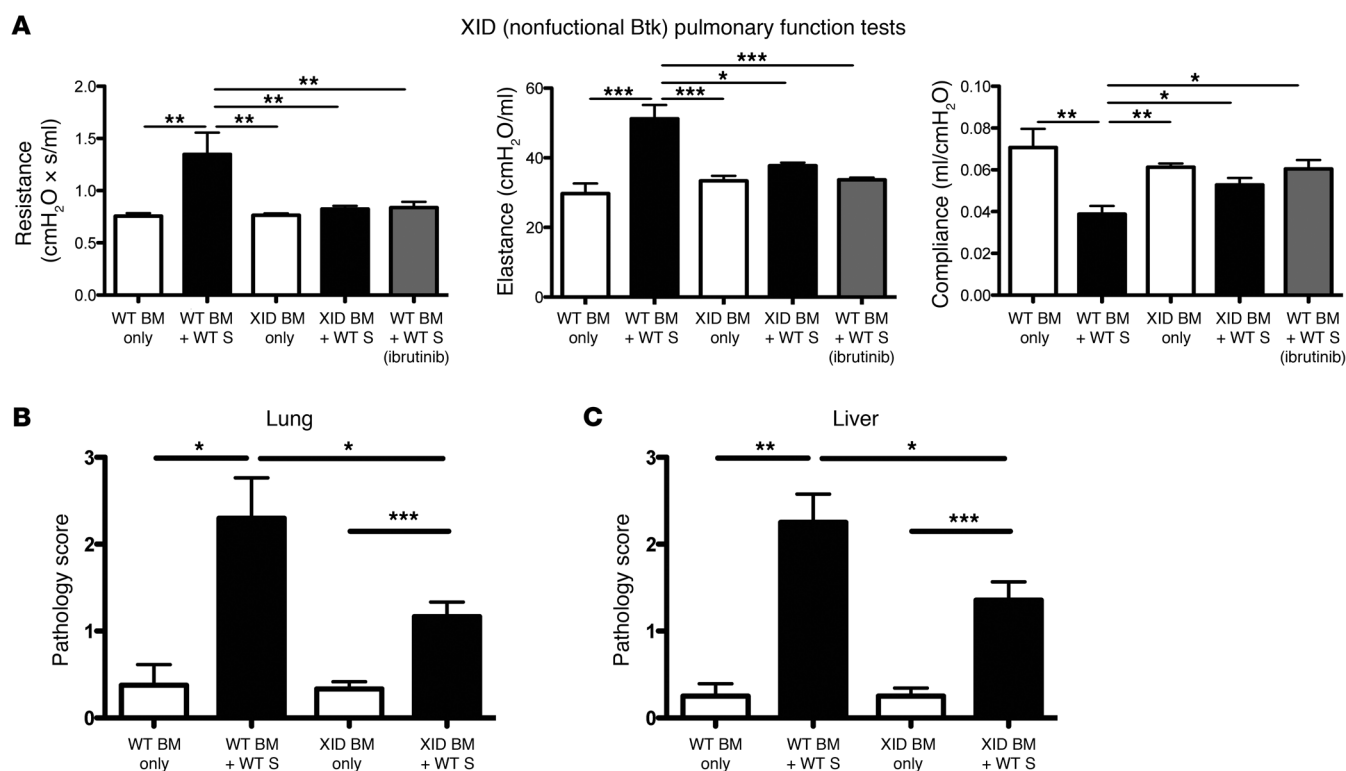 A
XID (nonfuctional Btk) pulmonary function tests
Resistance
(cmH2O × s/ml)
2.0
1.5
1.0
0.5
0.0
**
**
**
**
WT BM
only
WT BM
+ WT S
XID BM
only
XID BM
+ WT S
WT BM
+ WT S
(ibrutinib)
Elastance (cmH2O/ml)
60
40
20
0
***
*
***
***
WT BM
only
WT BM
+ WT S
XID BM
only
XID BM
+ WT S
WT BM
+ WT S
(ibrutinib)
Compliance (ml/cmH2O)
0.10
0.08
0.06
0.04
0.02
0.00
*
*
**
**
WT BM
only
WT BM
+ WT S
XID BM
only
XID BM
+ WT S
WT BM
+ WT S
(ibrutinib)
B
Lung
Pathology score
3
2
1
0
*
*
***
WT BM
only
WT BM
+ WT S
XID BM
only
XID BM
+ WT S
C
Liver
Pathology score
3
2
1
0
**
*
***
WT BM
only
WT BM
+ WT S
XID BM
only
XID BM
+ WT S